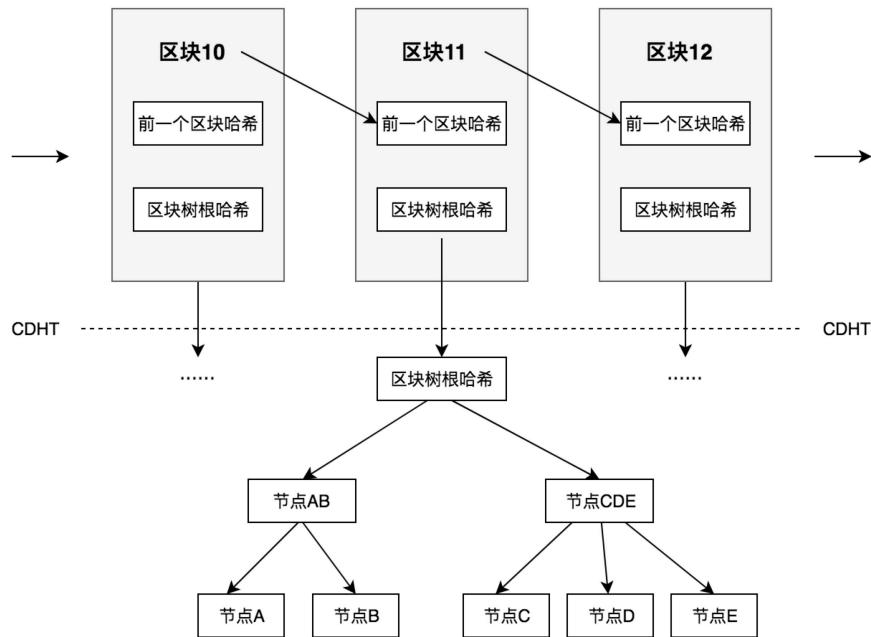 区块10
区块11
区块12
前一个区块哈希
前一个区块哈希
前一个区块哈希
区块树根哈希
区块树根哈希
区块树根哈希
CDHT
CDHT
......
区块树根哈希
......
节点AB
节点CDE
节点A
节点B
节点C
节点D
节点E